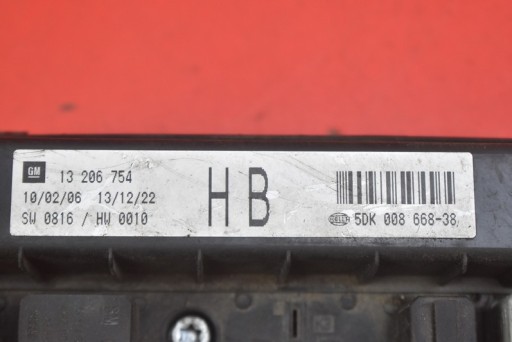 GM 13 206 754
10/02/06 13/12/22
SW 0816 / HW 0010
HB
HELLA 5DK 008 668-38